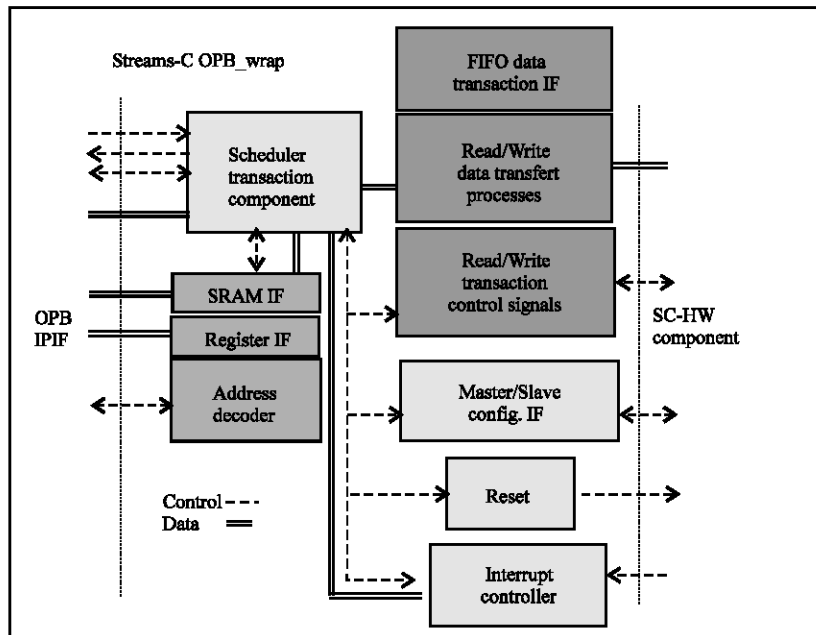 Streams-C OPB_wrap
FIFO data
transaction IF
Scheduler
transaction
component
Read/Write
data transfert
processes
Read/Write
transaction
control signals
SRAM IF
OPB
IPIF
Register IF
SC-HW
component
Address
decoder
Master/Slave
config. IF
Control
Data
Reset
Interrupt
controller